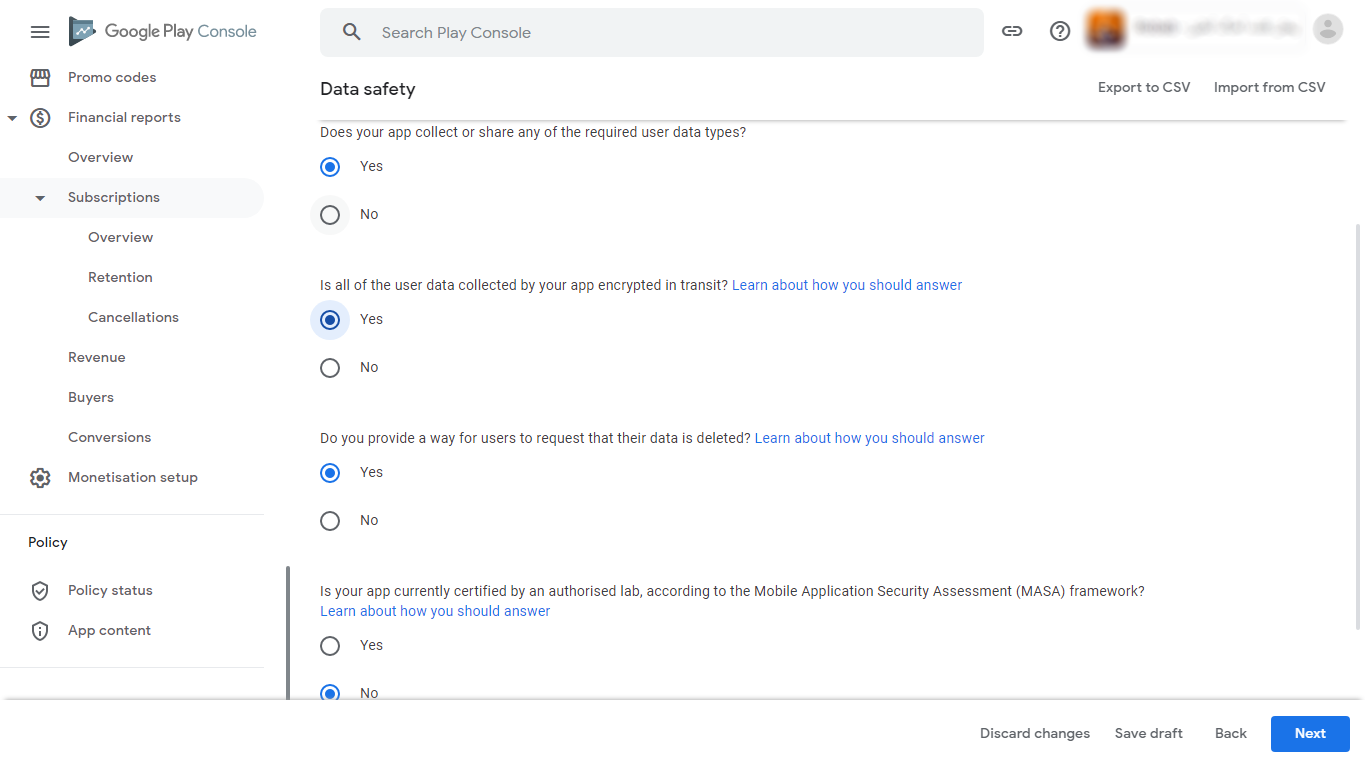 Google Play Console
Search Play Console
Promo codes
Financial reports
Overview
Subscriptions
Overview
Retention
Cancellations
Revenue
Buyers
Conversions
Monetisation setup
Policy
Policy status
App content
Data safety
Export to CSV
Import from CSV
Does your app collect or share any of the required user data types?
Yes
No
Is all of the user data collected by your app encrypted in transit? Learn about how you should answer
Yes
No
Do you provide a way for users to request that their data is deleted? Learn about how you should answer
Yes
No
Is your app currently certified by an authorised lab, according to the Mobile Application Security Assessment (MASA) framework?
Learn about how you should answer
Yes
No
Discard changes
Save draft
Back
Next